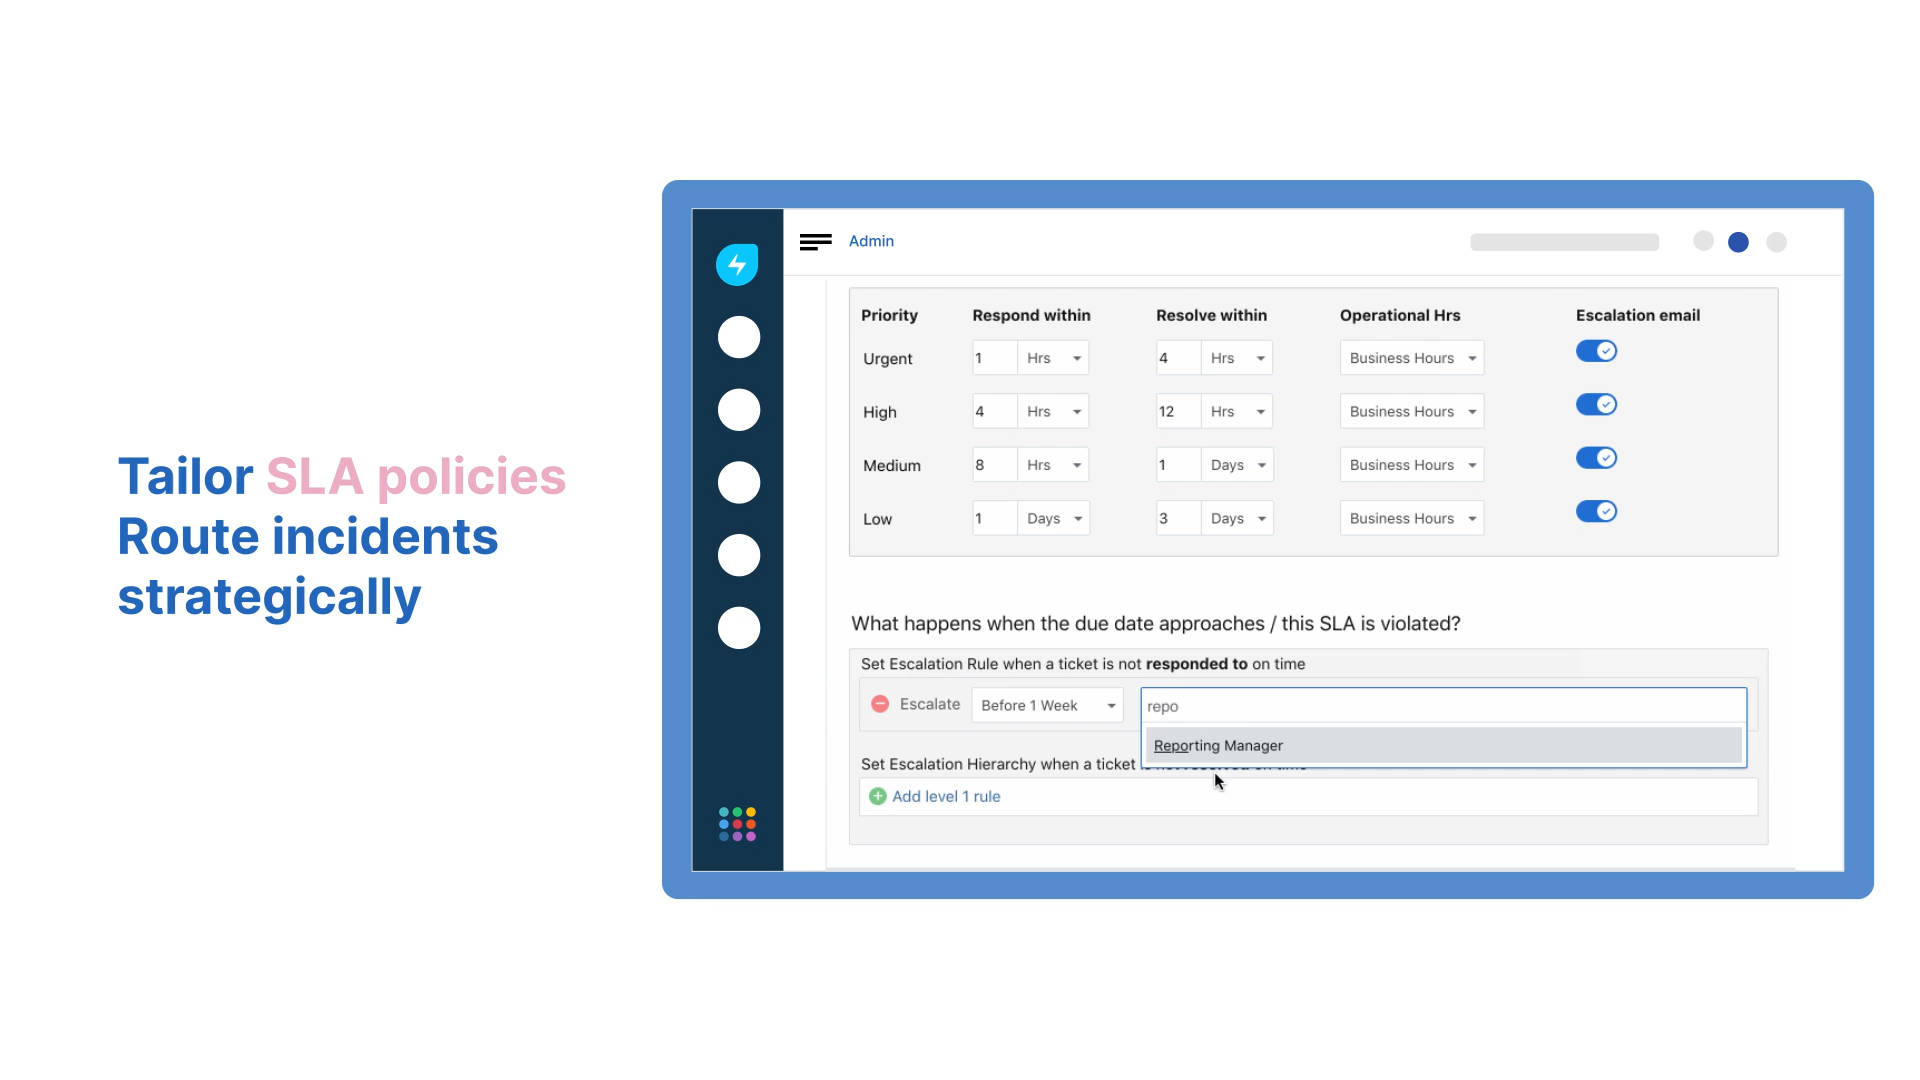 Tailor SLA policies
Route incidents
strategically
Admin
Priority Respond within Resolve within Operational Hrs Escalation email
Urgent 1 Hrs 4 Hrs Business Hours
High 4 Hrs 12 Hrs Business Hours
Medium 8 Hrs 1 Days Business Hours
Low 1 Days 3 Days Business Hours
What happens when the due date approaches / this SLA is violated?
Set Escalation Rule when a ticket is not responded to on time
Escalate Before 1 Week repo
Reporting Manager
Set Escalation Hierarchy when a ticket
Add level 1 rule